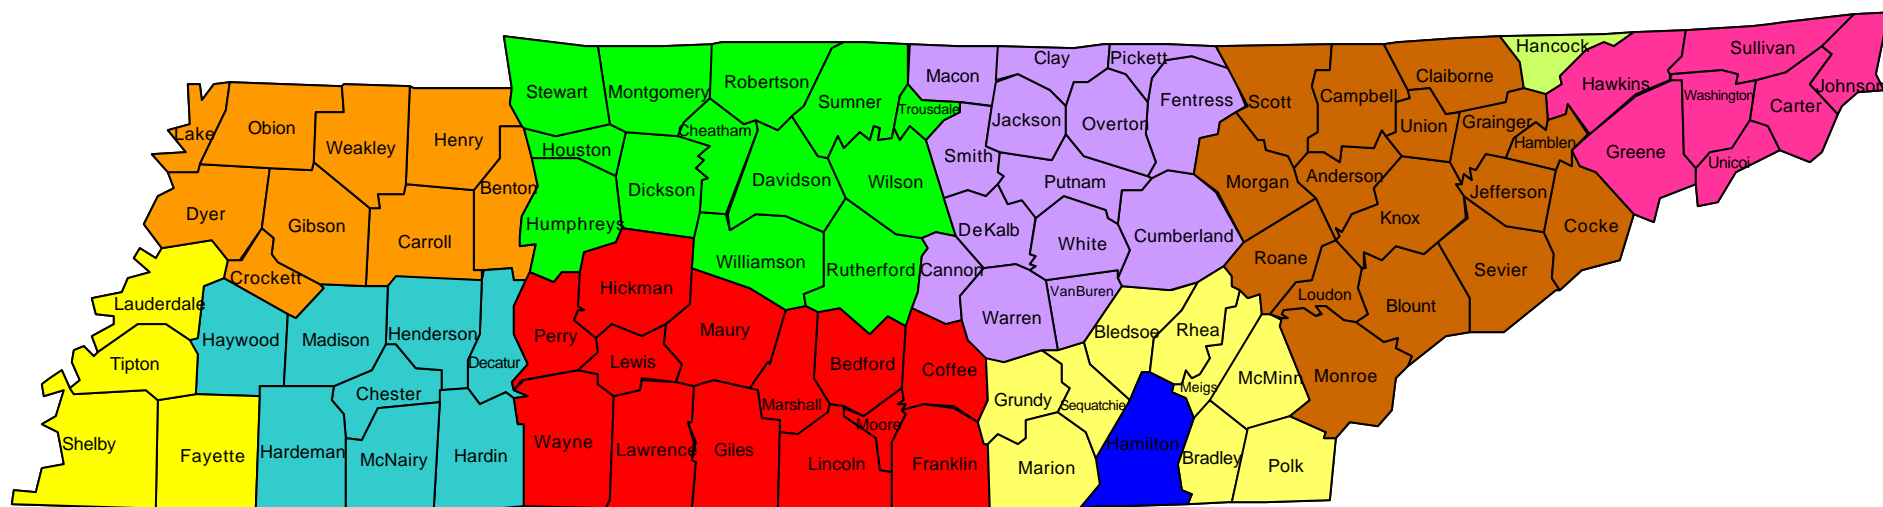 Lake
Obion
Weakley
Henry
Stewart
Montgomery
Robertson
Sumner
Trousdale
Macon
Clay
Pickett
Fentress
Scott
Campbell
Claiborne
Hancock
Hawkins
Sullivan
Johnson
Washington
Carter
Unicoi
Greene
Hamblen
Grainger
Union
Overton
Jackson
Smith
Cheatham
Houston
Benton
Dyer
Gibson
Carroll
Humphreys
Dickson
Davidson
Wilson
Putnam
DeKalb
White
Cumberland
Morgan
Anderson
Knox
Jefferson
Cocke
Sevier
Blount
Loudon
Roane
VanBuren
Warren
Cannon
Rutherford
Williamson
Hickman
Crockett
Lauderdale
Haywood
Madison
Henderson
Decatur
Perry
Lewis
Maury
Marshall
Bedford
Coffee
Grundy
Sequatchie
Bledsoe
Rhea
Meigs
McMinn
Monroe
Tipton
Shelby
Fayette
Hardeman
Chester
McNairy
Hardin
Wayne
Lawrence
Giles
Lincoln
Moore
Franklin
Marion
Hamilton
Bradley
Polk